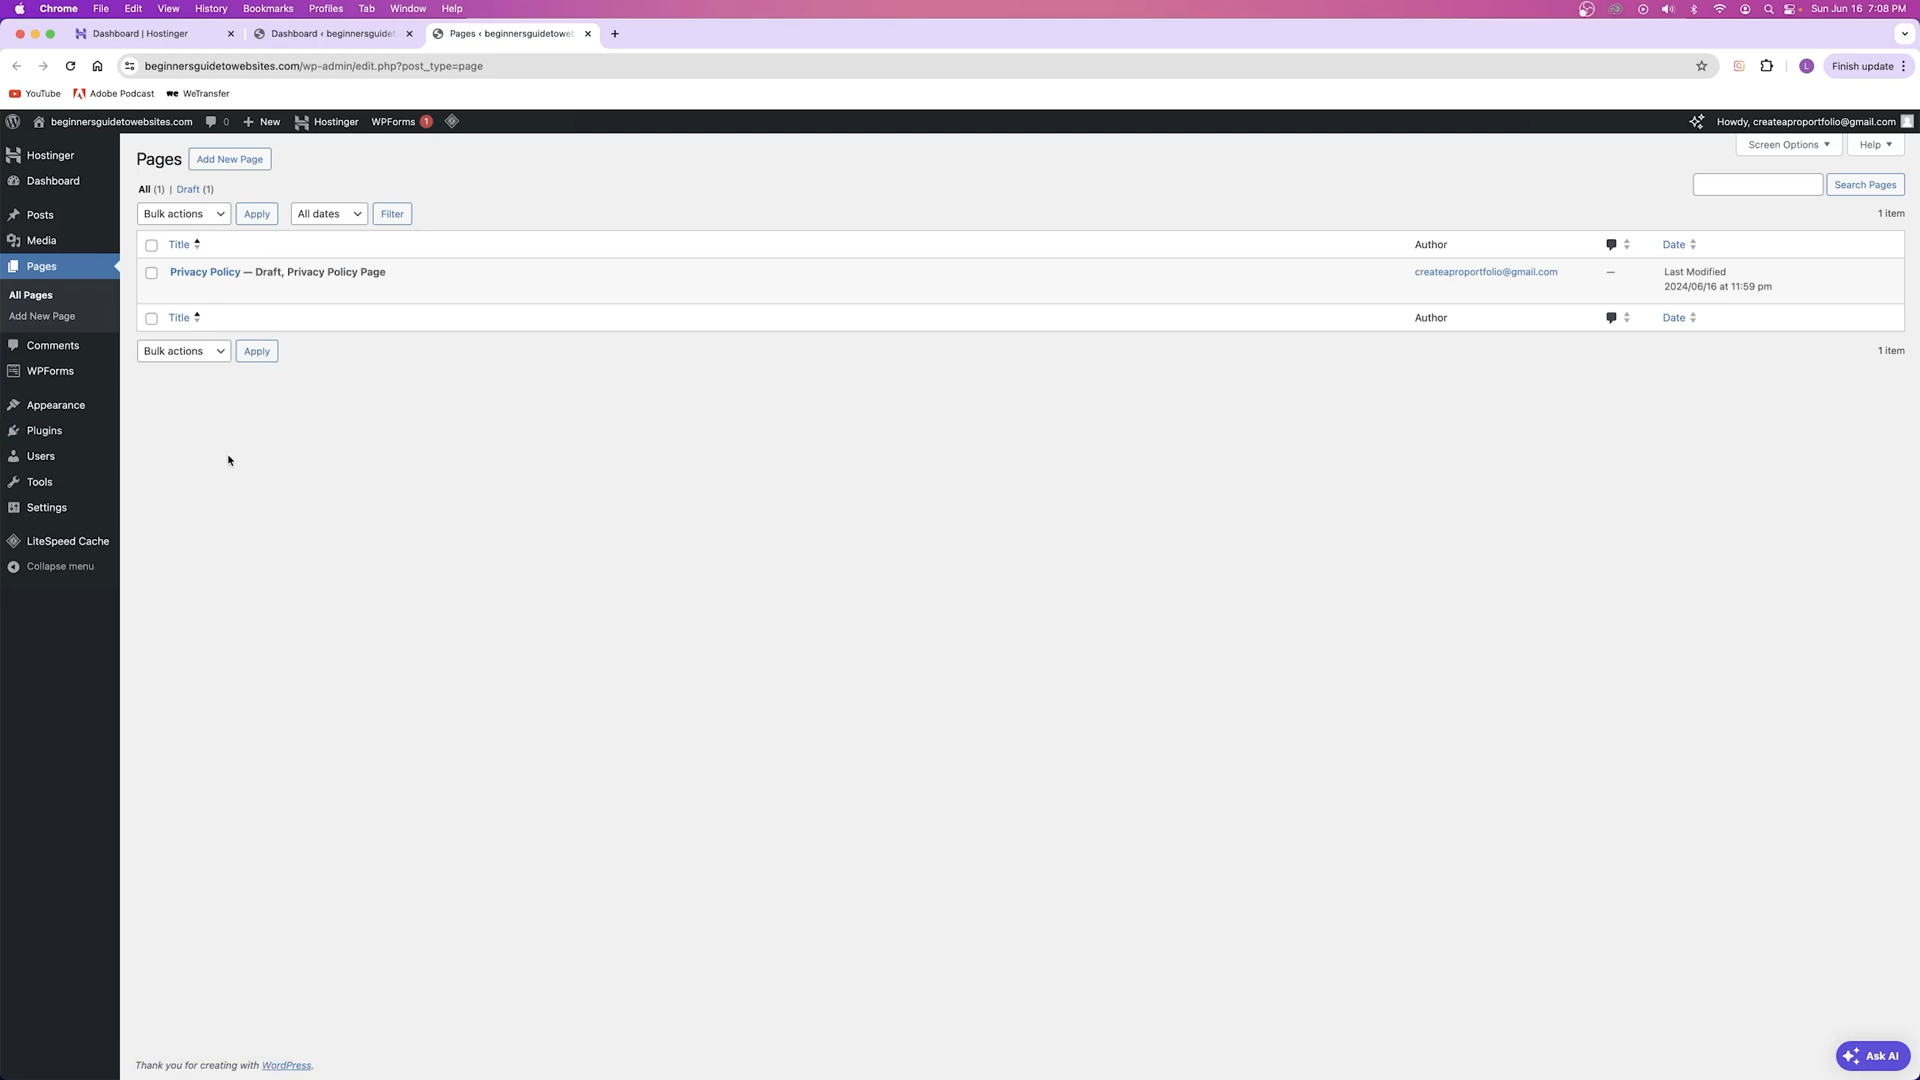 Chrome File Edit View History Bookmarks Profiles Tab Window Help Sun Jun 16 7:08 PM
Dashboard | Hostinger Dashboard ‹ beginnersguidet Pages ‹ beginnersguidetoweb
beginnersguidetowebsites.com/wp-admin/edit.php?post_type=page L Finish update
YouTube Adobe Podcast WeTransfer
beginnersguidetowebsites.com 0 New Hostinger WPForms 1 Howdy, createaproportfolio@gmail.com
Hostinger
Dashboard
Posts
Media
Pages
All Pages
Add New Page
Comments
WPForms
Appearance
Plugins
Users
Tools
Settings
LiteSpeed Cache
Collapse menu
Pages Add New Page Screen Options Help
All (1) | Draft (1) Search Pages
Bulk actions Apply All dates Filter 1 item
Title Author Date
Privacy Policy — Draft, Privacy Policy Page createaproportfolio@gmail.com — Last Modified
2024/06/16 at 11:59 pm
Title Author Date
Bulk actions Apply 1 item
Thank you for creating with WordPress.
Ask AI